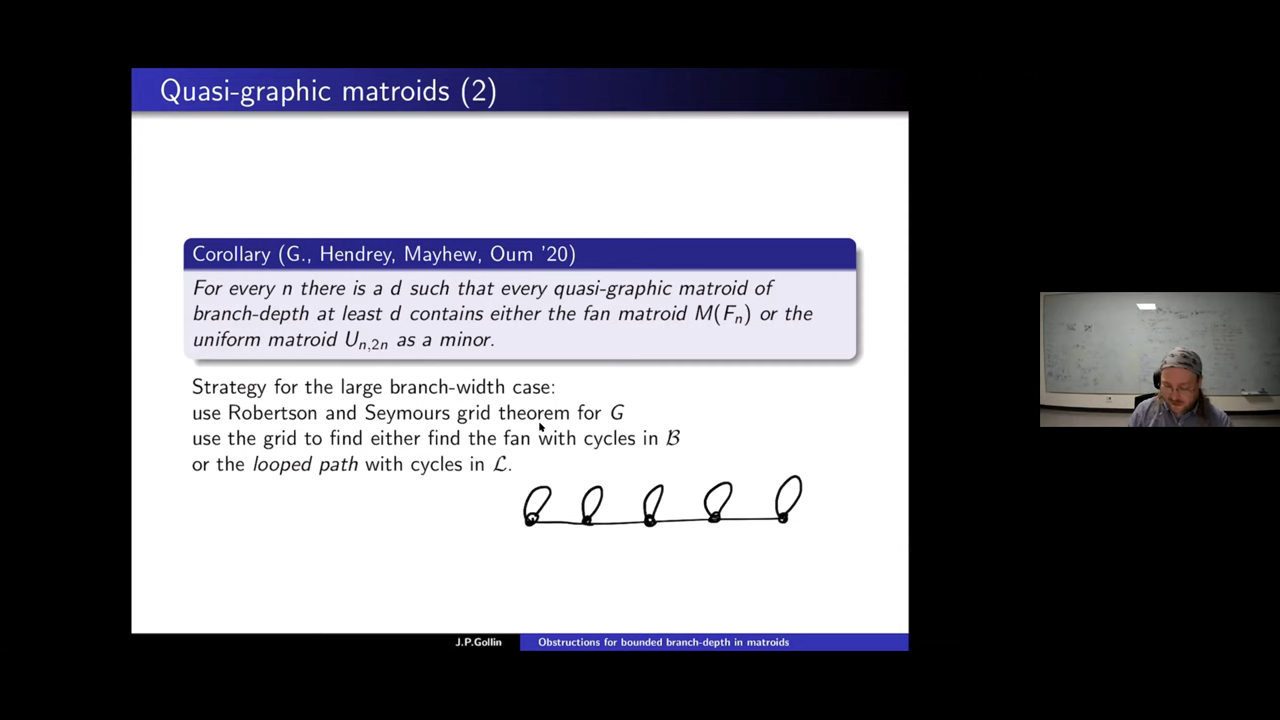 Quasi-graphic matroids (2)
Corollary (G., Hendrey, Mayhew, Oum '20)
For every n there is a d such that every quasi-graphic matroid of
branch-depth at least d contains either the fan matroid M(Fₙ) or the
uniform matroid Uₙ,₂ₙ as a minor.
Strategy for the large branch-width case:
use Robertson and Seymours grid theorem for G
use the grid to find either find the fan with cycles in ℬ
or the looped path with cycles in ℒ.
J.P.Gollin
Obstructions for bounded branch-depth in matroids